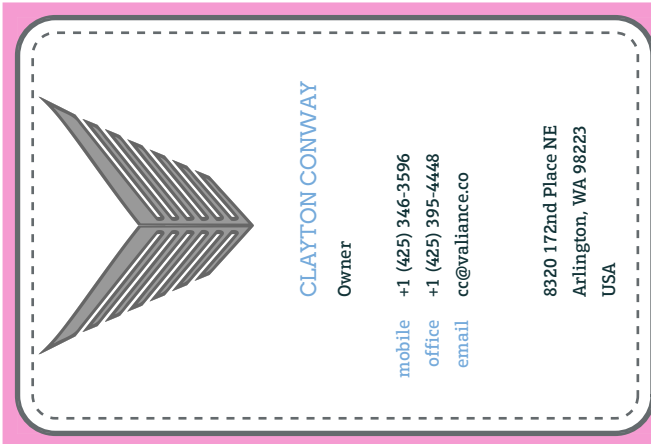 CLAYTON CONWAY
Owner
mobile +1 (425) 346-3596
office +1 (425) 395-4448
email cc@valiance.co
8320 172nd Place NE
Arlington, WA 98223
USA